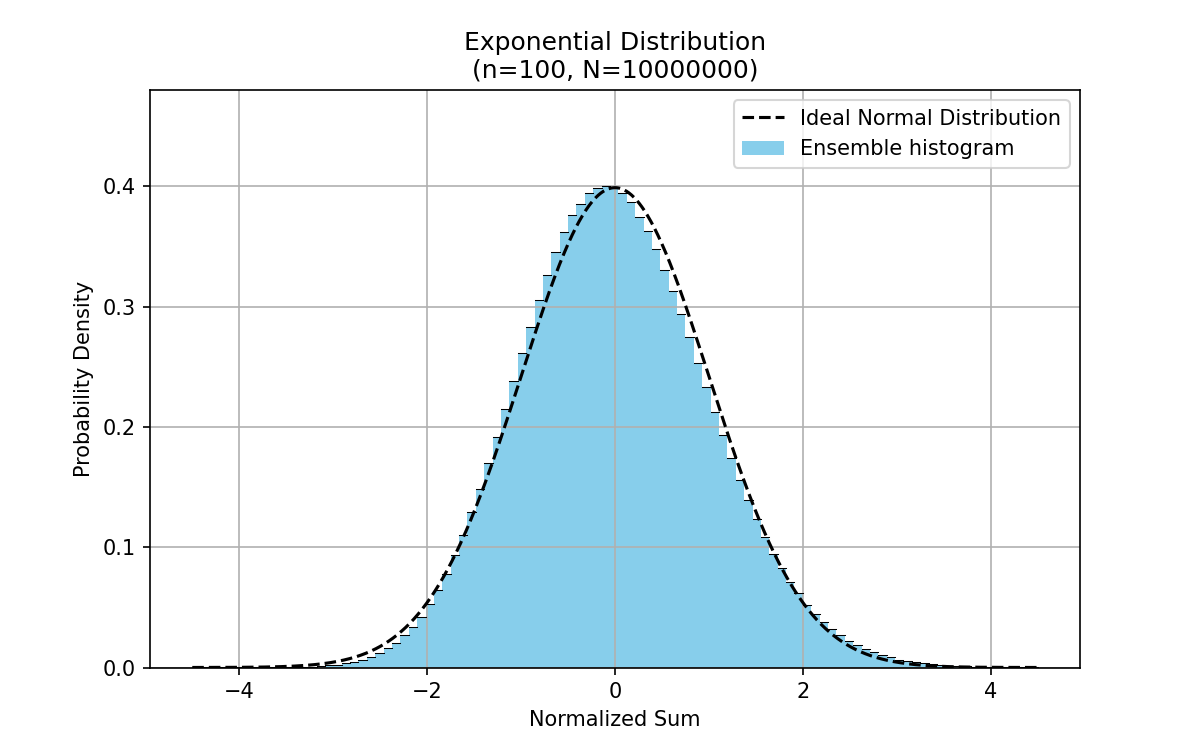 Exponential Distribution
(n=100, N=10000000)
Ideal Normal Distribution
Ensemble histogram
Probability Density
0.4
0.3
0.2
0.1
0.0
−4
−2
0
2
4
Normalized Sum